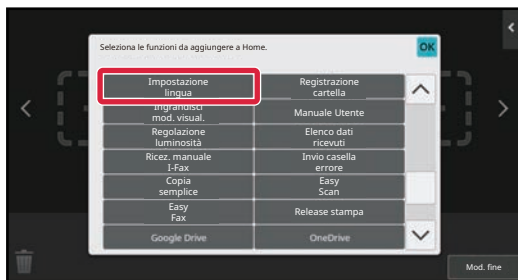 Seleziona le funzioni da aggiungere a Home.
OK
Impostazione
lingua
Registrazione
cartella
Ingrandisci
mod. visual.
Manuale Utente
Regolazione
luminosità
Elenco dati
ricevuti
Ricez. manuale
I-Fax
Invio casella
errore
Copia
semplice
Easy
Scan
Easy
Fax
Release stampa
Google Drive
OneDrive
Mod. fine